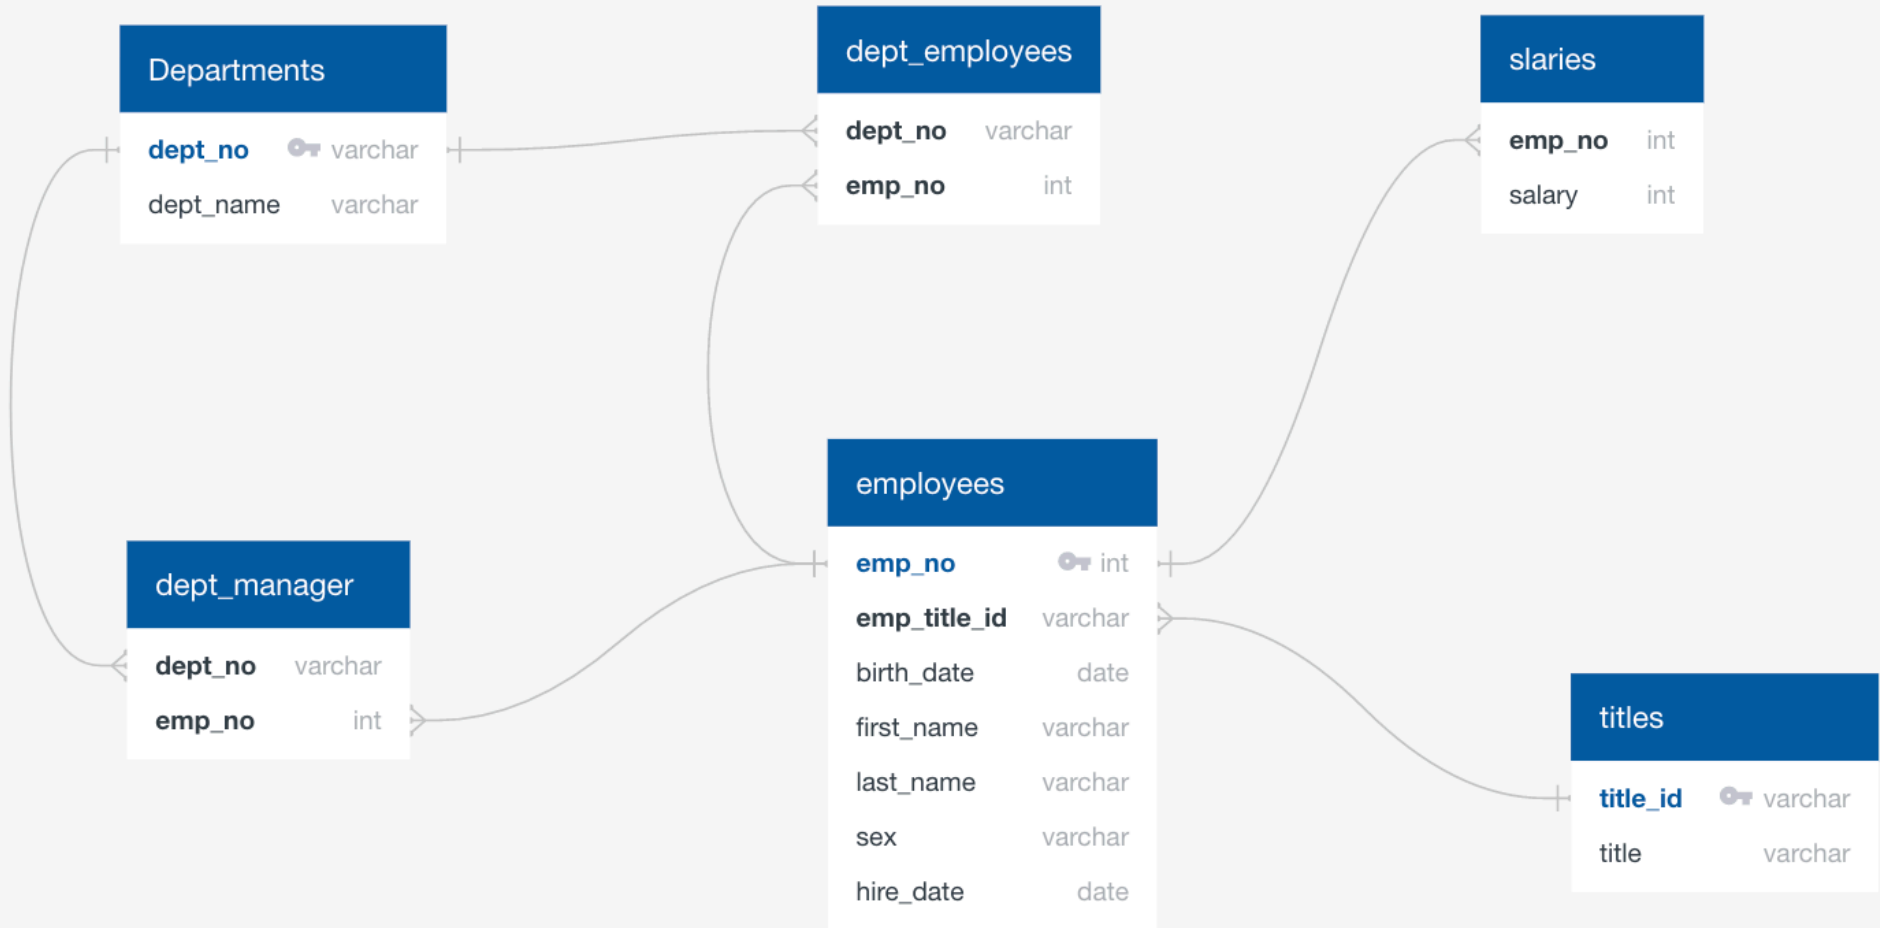 Departments
dept_no varchar
dept_name varchar
dept_employees
dept_no varchar
emp_no int
slaries
emp_no int
salary int
dept_manager
dept_no varchar
emp_no int
employees
emp_no int
emp_title_id varchar
birth_date date
first_name varchar
last_name varchar
sex varchar
hire_date date
titles
title_id varchar
title varchar